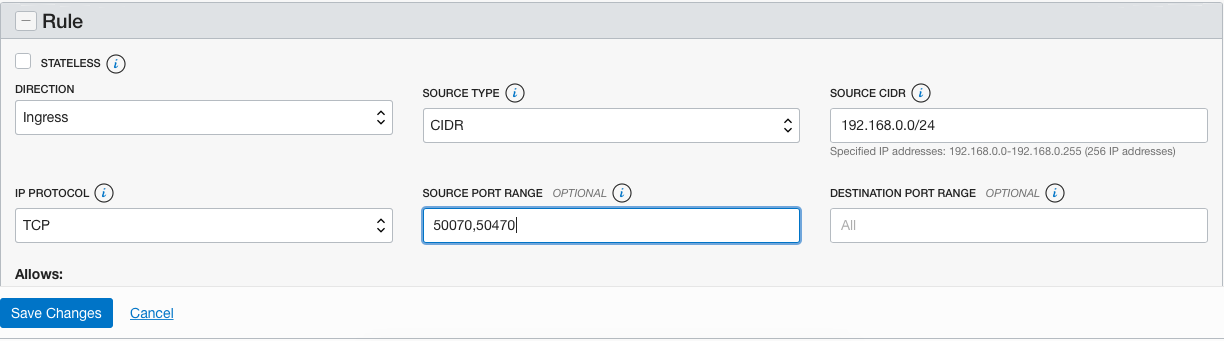 Rule
STATELESS i
DIRECTION
Ingress
SOURCE TYPE i
CIDR
SOURCE CIDR i
192.168.0.0/24
Specified IP addresses: 192.168.0.0-192.168.0.255 (256 IP addresses)
IP PROTOCOL i
TCP
SOURCE PORT RANGE OPTIONAL i
50070,50470
DESTINATION PORT RANGE OPTIONAL i
All
Allows:
Save Changes Cancel